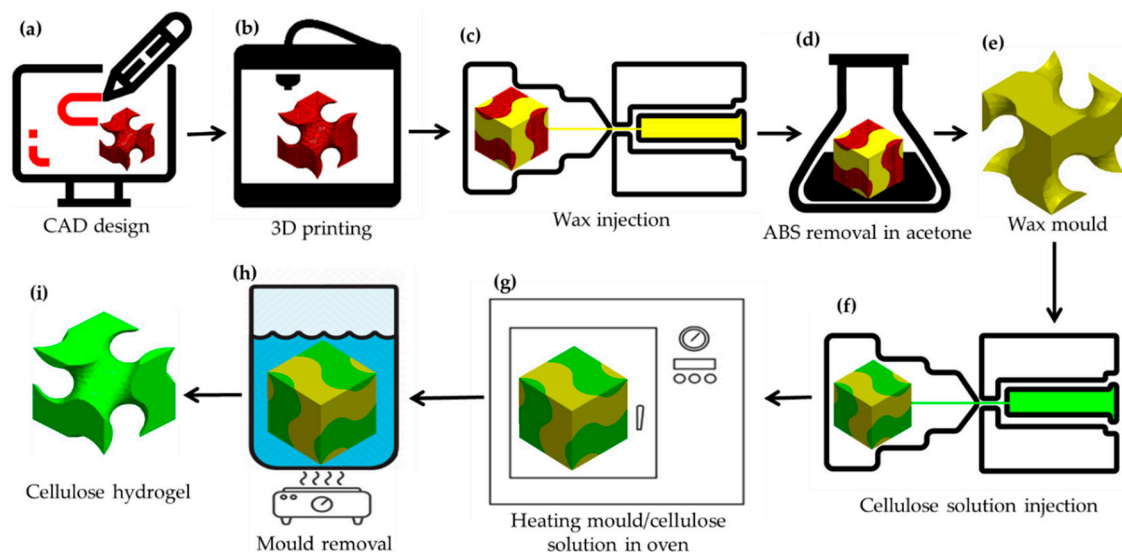 (a)
CAD design
(b)
3D printing
(c)
Wax injection
(d)
ABS removal in acetone
(e)
Wax mould
(f)
Cellulose solution injection
(g)
Heating mould/cellulose
solution in oven
(h)
Mould removal
(i)
Cellulose hydrogel